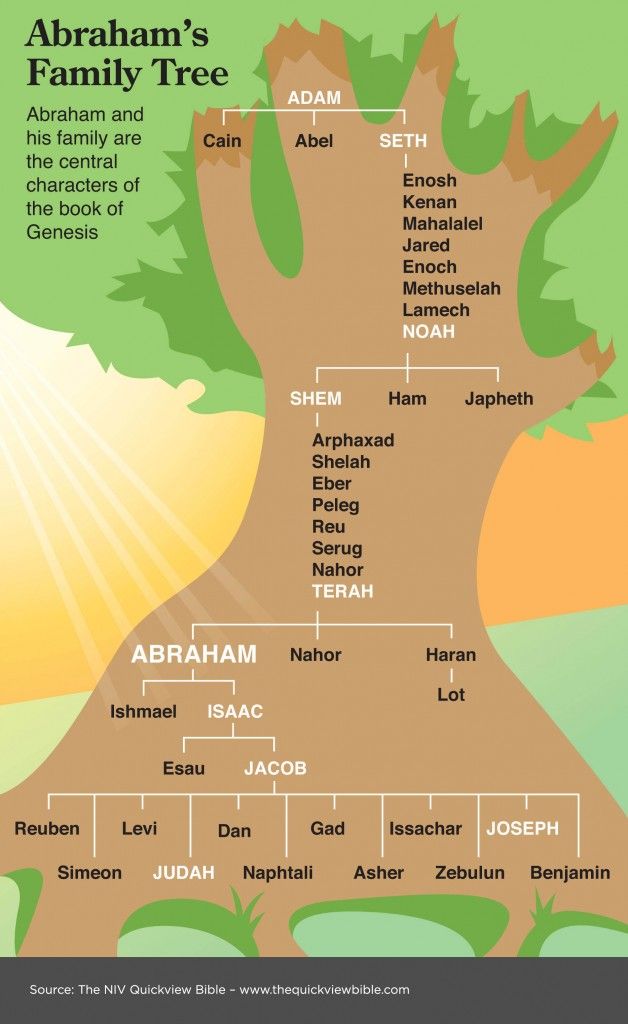 Abraham's
Family Tree
Abraham and
his family are
the central
characters of
the book of
Genesis
ADAM
Cain Abel SETH
Enosh
Kenan
Mahalalel
Jared
Enoch
Methuselah
Lamech
NOAH
SHEM Ham Japheth
Arphaxad
Shelah
Eber
Peleg
Reu
Serug
Nahor
TERAH
ABRAHAM Nahor Haran
Lot
Ishmael ISAAC
Esau JACOB
Reuben Levi Dan Gad Issachar JOSEPH
Simeon JUDAH Naphtali Asher Zebulun Benjamin
Source: The NIV Quickview Bible – www.thequickviewbible.com